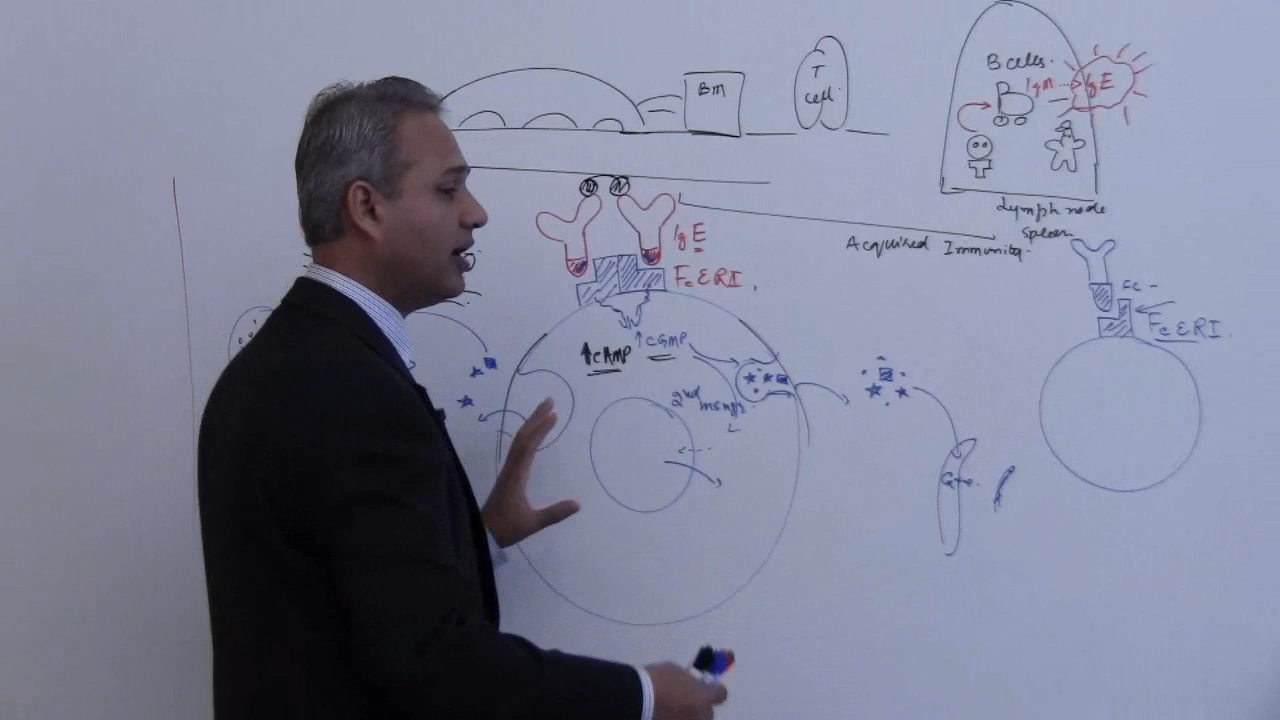 BM
T
cell.
B cells.
IgM
IgE
B
Lymph node
Spleen
Acquired Immunity.
IgE
FcεRI.
↑cGMP
↑cAMP
2nd msngr.
Fc -
FcεRI.